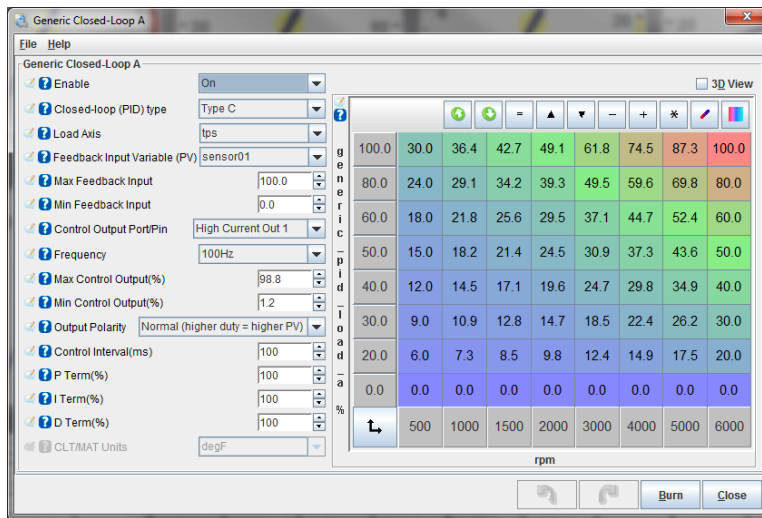 Generic Closed-Loop A
File Help
Generic Closed-Loop A
Enable On
Closed-loop (PID) type Type C
Load Axis tps
Feedback Input Variable (PV) sensor01
Max Feedback Input 100.0
Min Feedback Input 0.0
Control Output Port/Pin High Current Out 1
Frequency 100Hz
Max Control Output(%) 98.8
Min Control Output(%) 1.2
Output Polarity Normal (higher duty = higher PV)
Control Interval(ms) 100
P Term(%) 100
I Term(%) 100
D Term(%) 100
CLT/MAT Units degF
3D View
= - + *
generic_pid_load_a %
100.0 30.0 36.4 42.7 49.1 61.8 74.5 87.3 100.0
80.0 24.0 29.1 34.2 39.3 49.5 59.6 69.8 80.0
60.0 18.0 21.8 25.6 29.5 37.1 44.7 52.4 60.0
50.0 15.0 18.2 21.4 24.5 30.9 37.3 43.6 50.0
40.0 12.0 14.5 17.1 19.6 24.7 29.8 34.9 40.0
30.0 9.0 10.9 12.8 14.7 18.5 22.4 26.2 30.0
20.0 6.0 7.3 8.5 9.8 12.4 14.9 17.5 20.0
0.0 0.0 0.0 0.0 0.0 0.0 0.0 0.0 0.0
500 1000 1500 2000 3000 4000 5000 6000
rpm
Burn Close